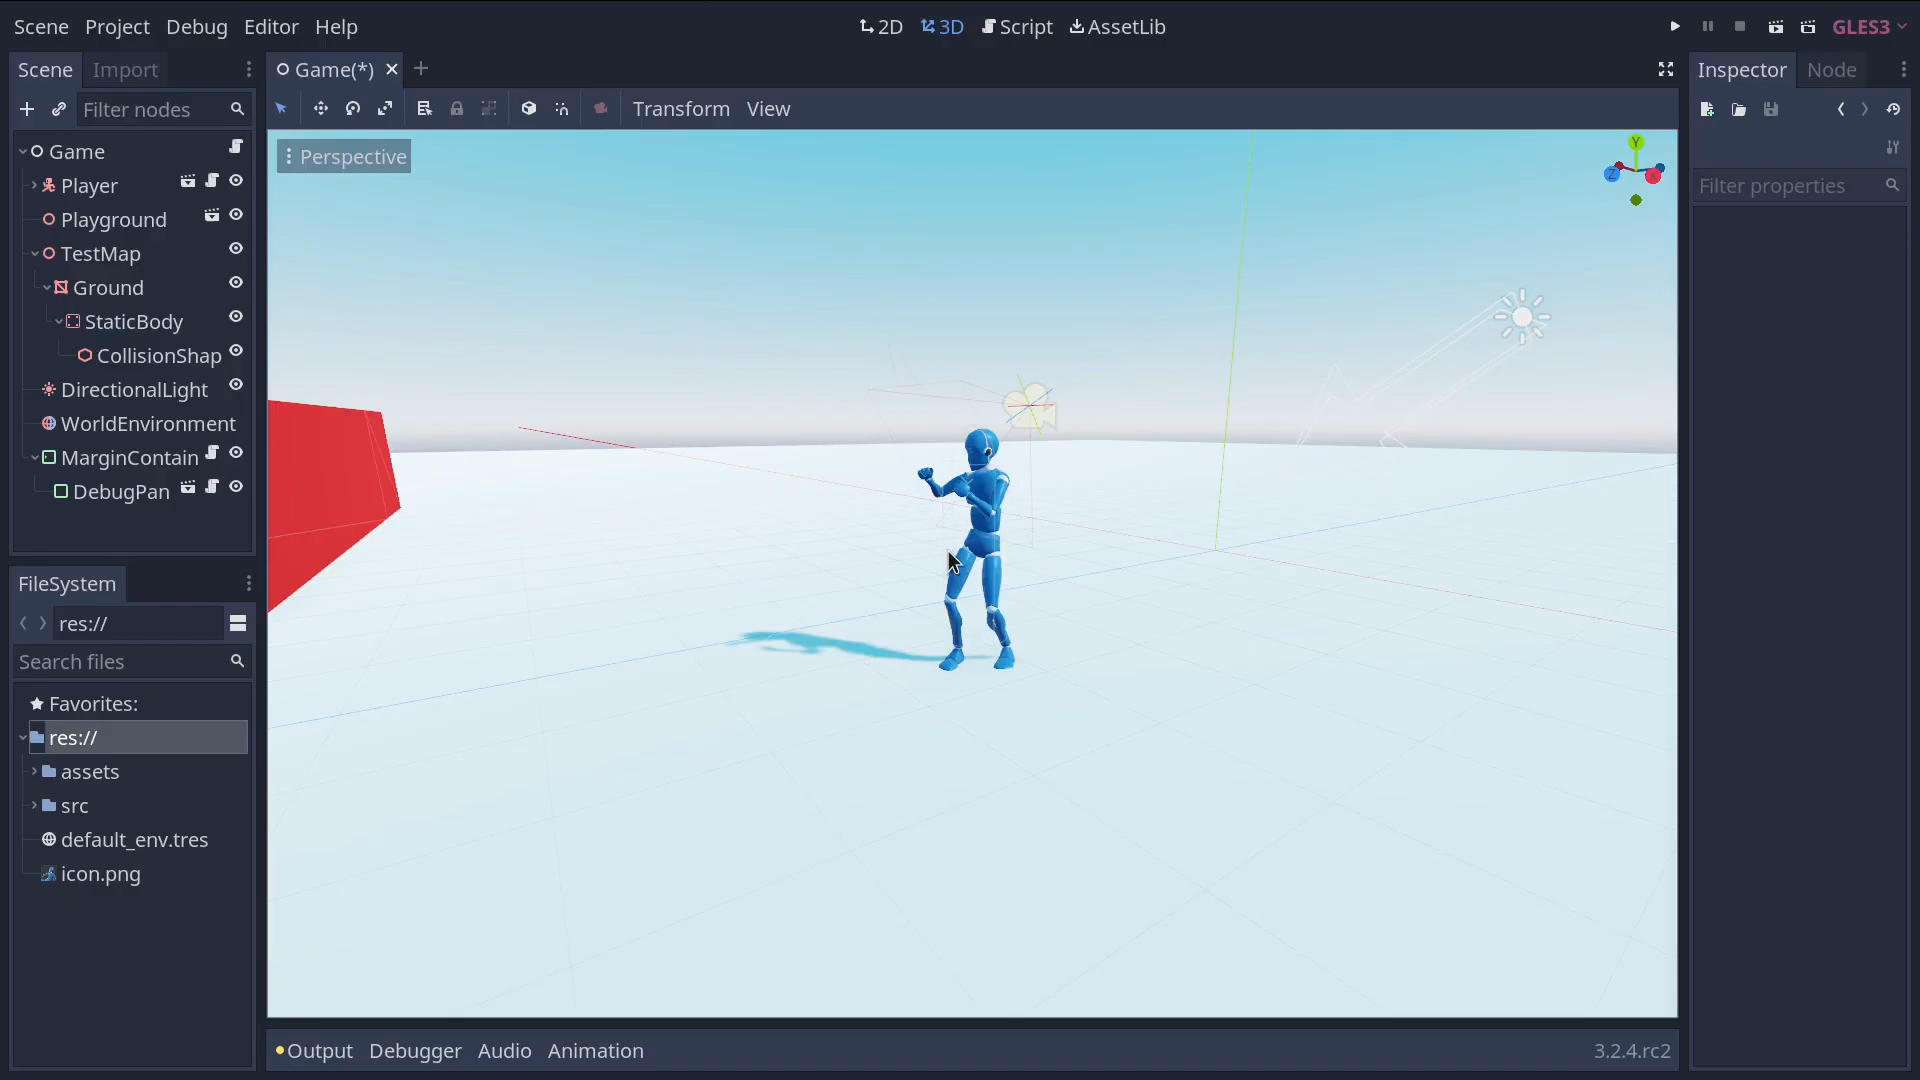 Scene Project Debug Editor Help
2D 3D Script AssetLib
GLES3
Scene Import
Filter nodes
Game
Player
Playground
TestMap
Ground
StaticBody
CollisionShap
DirectionalLight
WorldEnvironment
MarginContain
DebugPan
FileSystem
res://
Search files
Favorites:
res://
assets
src
default_env.tres
icon.png
Game(*)
Transform View
Perspective
Y
Z
X
Output Debugger Audio Animation
3.2.4.rc2
Inspector Node
Filter properties